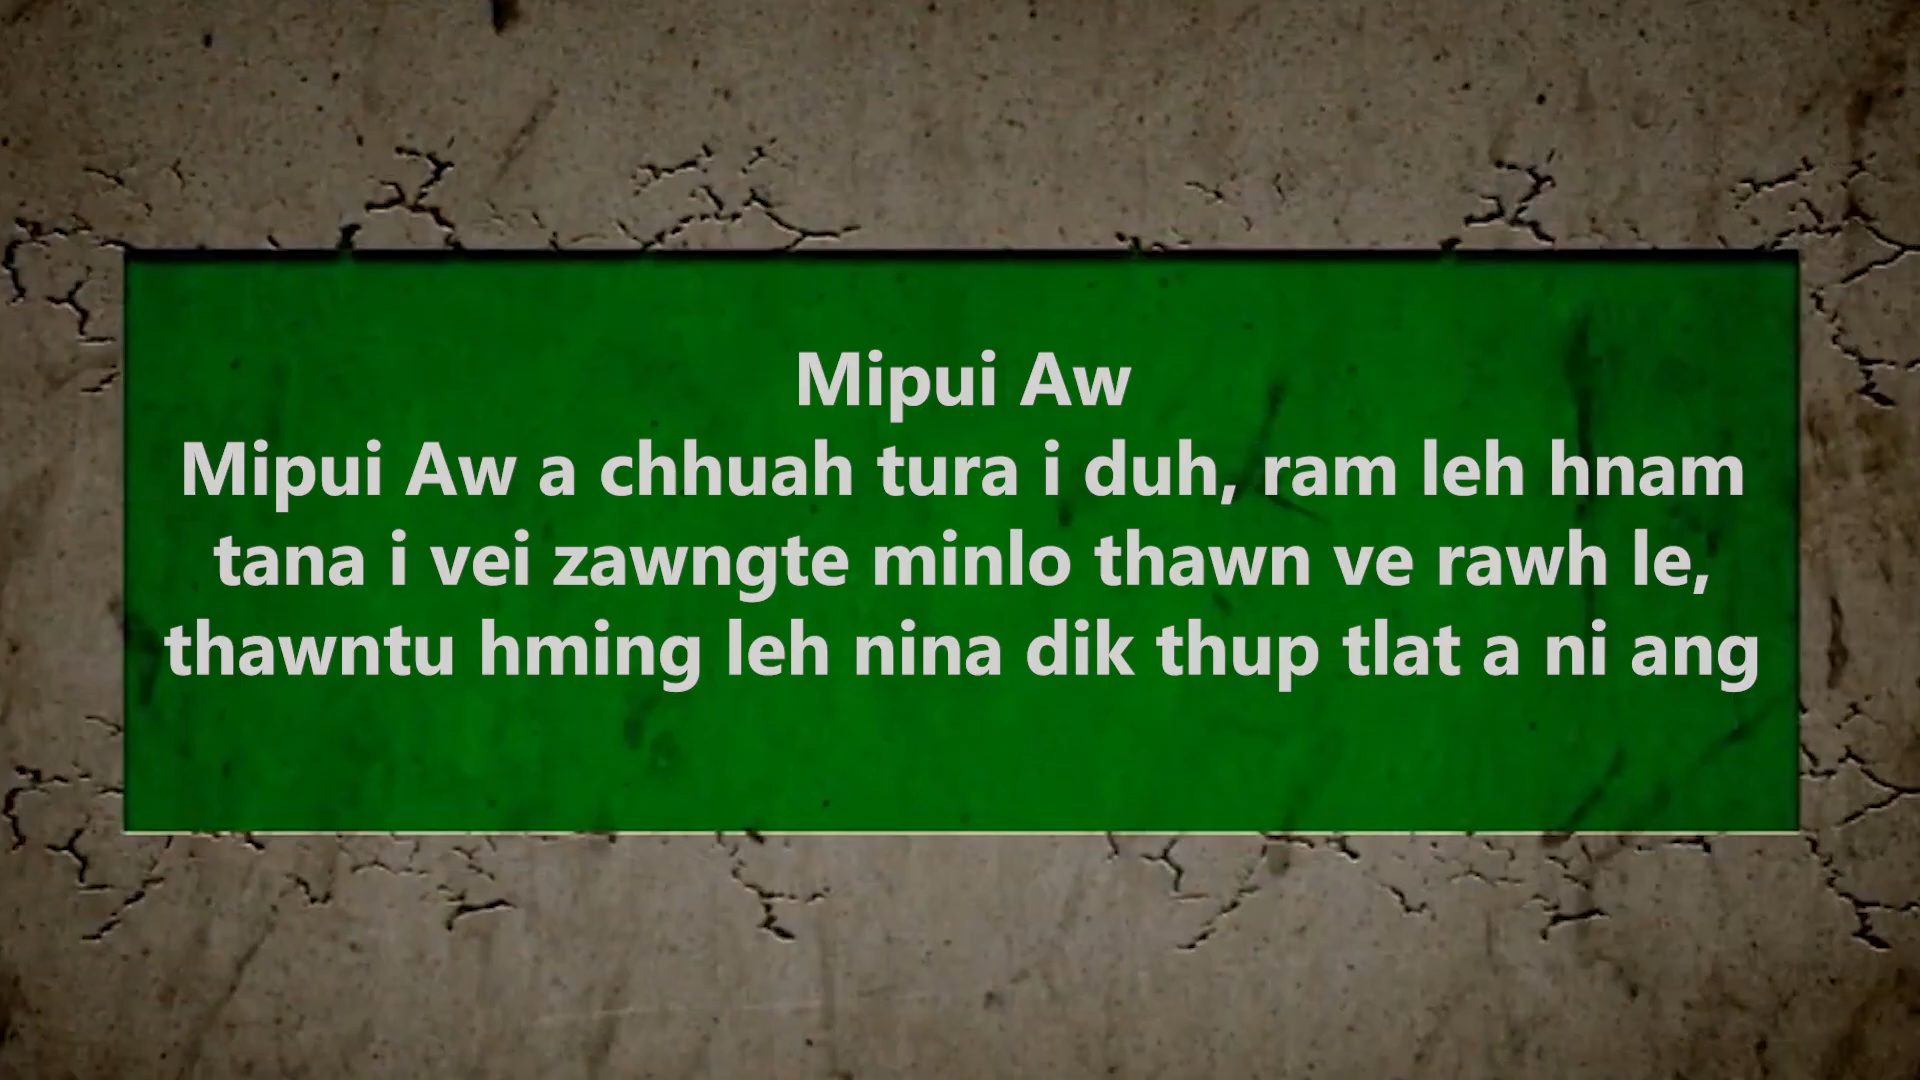 Mipui Aw
Mipui Aw a chhuah tura i duh, ram leh hnam
tana i vei zawngte minlo thawn ve rawh le,
thawntu hming leh nina dik thup tlat a ni ang